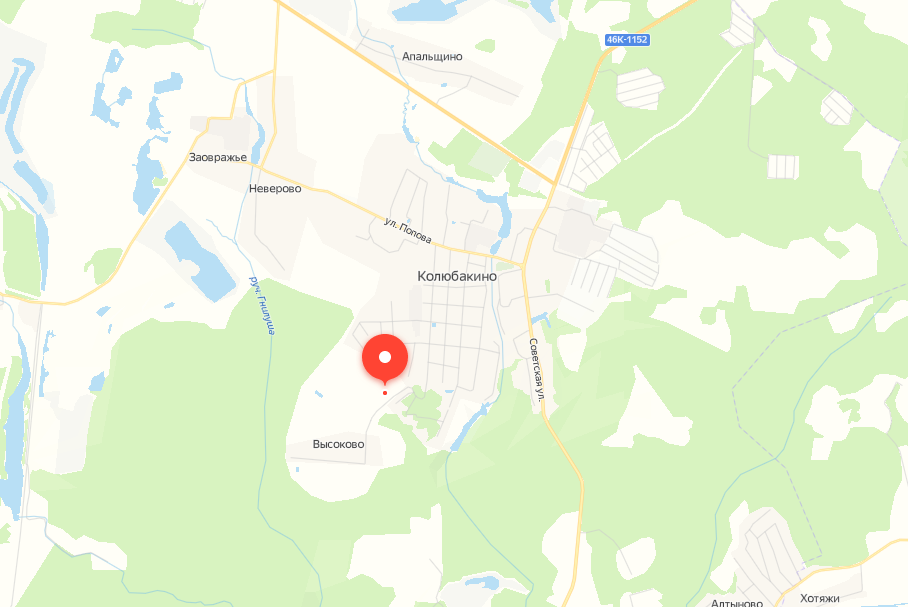 46К-1152
Апальщино
Заовражье
Неверово
ул. Попова
Колюбакино
руч. Гнилуша
Советская ул.
Высоково
Алтыново
Хотяжи